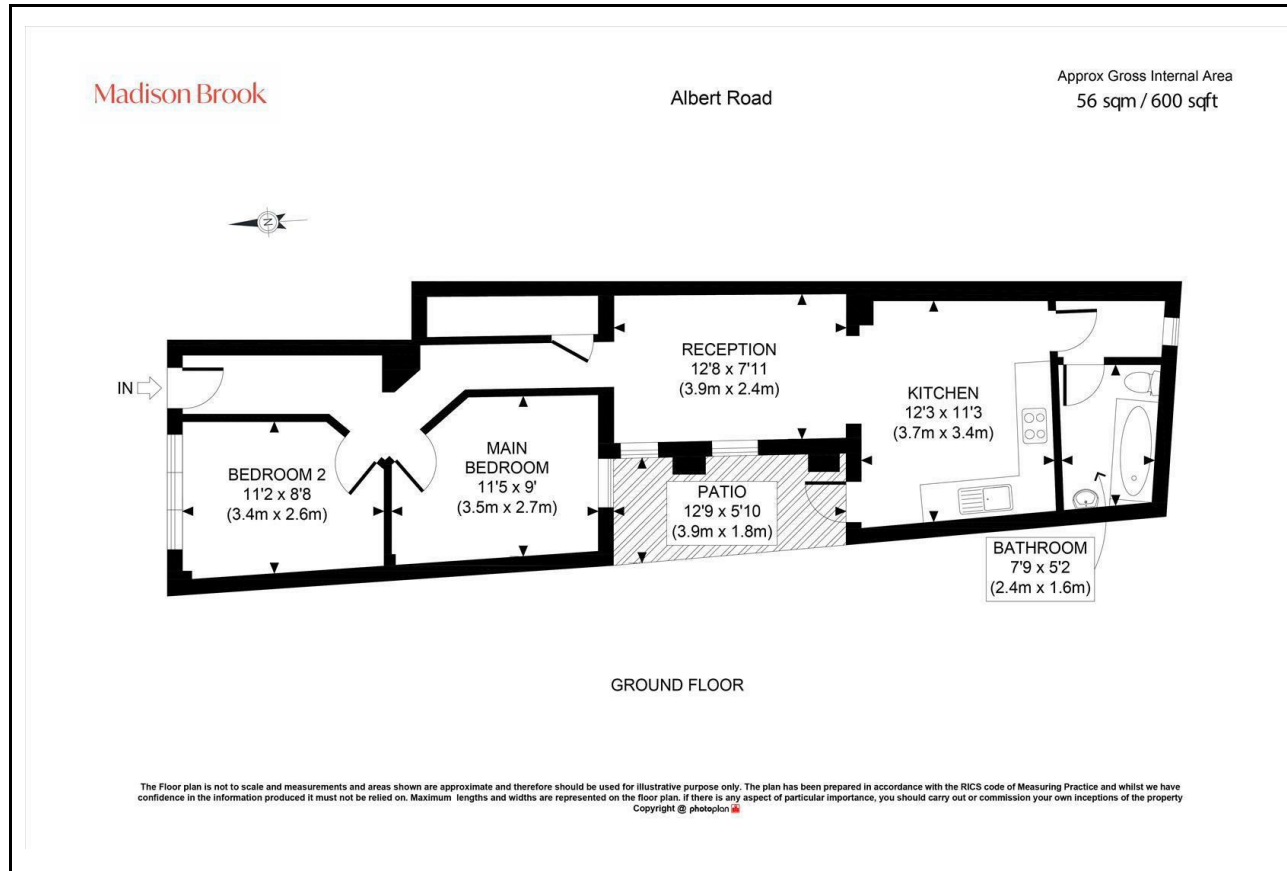 Madison Brook
Albert Road
Approx Gross Internal Area
56 sqm / 600 sqft
N
IN
RECEPTION
12'8 x 7'11
(3.9m x 2.4m)
KITCHEN
12'3 x 11'3
(3.7m x 3.4m)
MAIN
BEDROOM
11'5 x 9'
(3.5m x 2.7m)
BEDROOM 2
11'2 x 8'8
(3.4m x 2.6m)
PATIO
12'9 x 5'10
(3.9m x 1.8m)
BATHROOM
7'9 x 5'2
(2.4m x 1.6m)
GROUND FLOOR
The Floor plan is not to scale and measurements and areas shown are approximate and therefore should be used for illustrative purpose only. The plan has been prepared in accordance with the RICS code of Measuring Practice and whilst we have
confidence in the information produced it must not be relied on. Maximum lengths and widths are represented on the floor plan. if there is any aspect of particular importance, you should carry out or commission your own inceptions of the property
Copyright @ photoplan